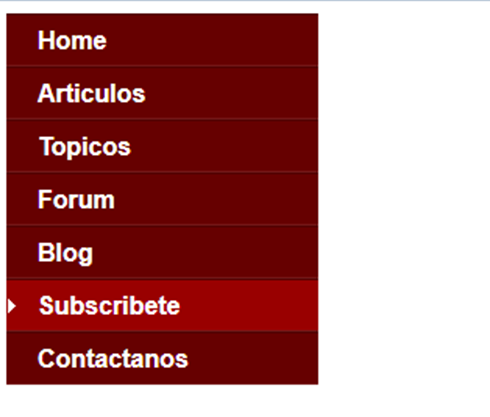 Home
Articulos
Topicos
Forum
Blog
Subscribete
Contactanos